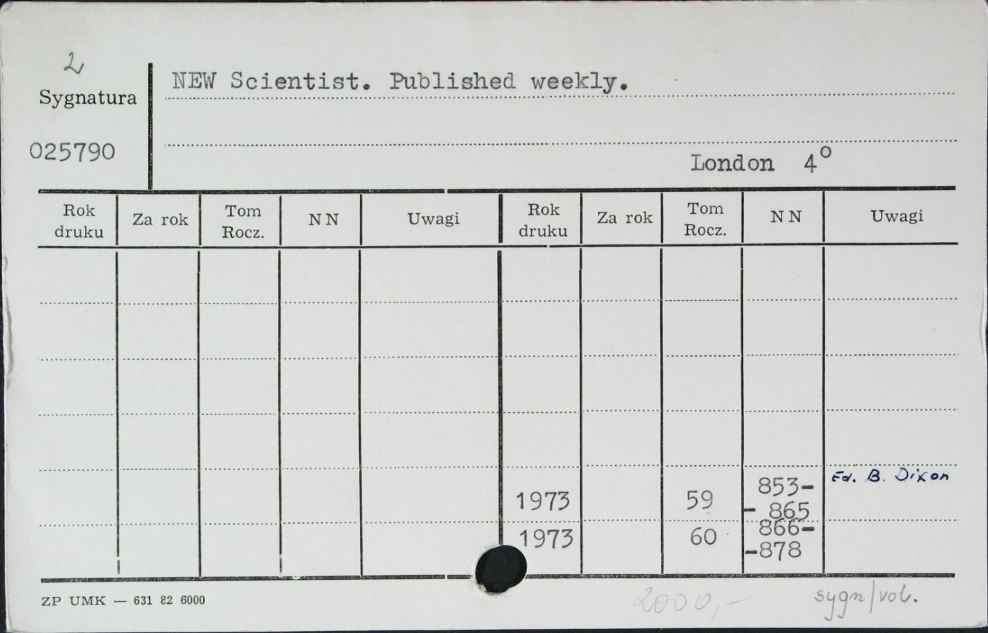 2
Sygnatura
025790
NEW Scientist. Published weekly.
London 4°
Rok druku Za rok Tom Rocz. NN Uwagi Rok druku Za rok Tom Rocz. NN Uwagi
1973 59 853- Ed. B. Dixon
- 865
1973 60 866-
-878
ZP UMK — 631 82 6000
2000,-
sygn/vol.